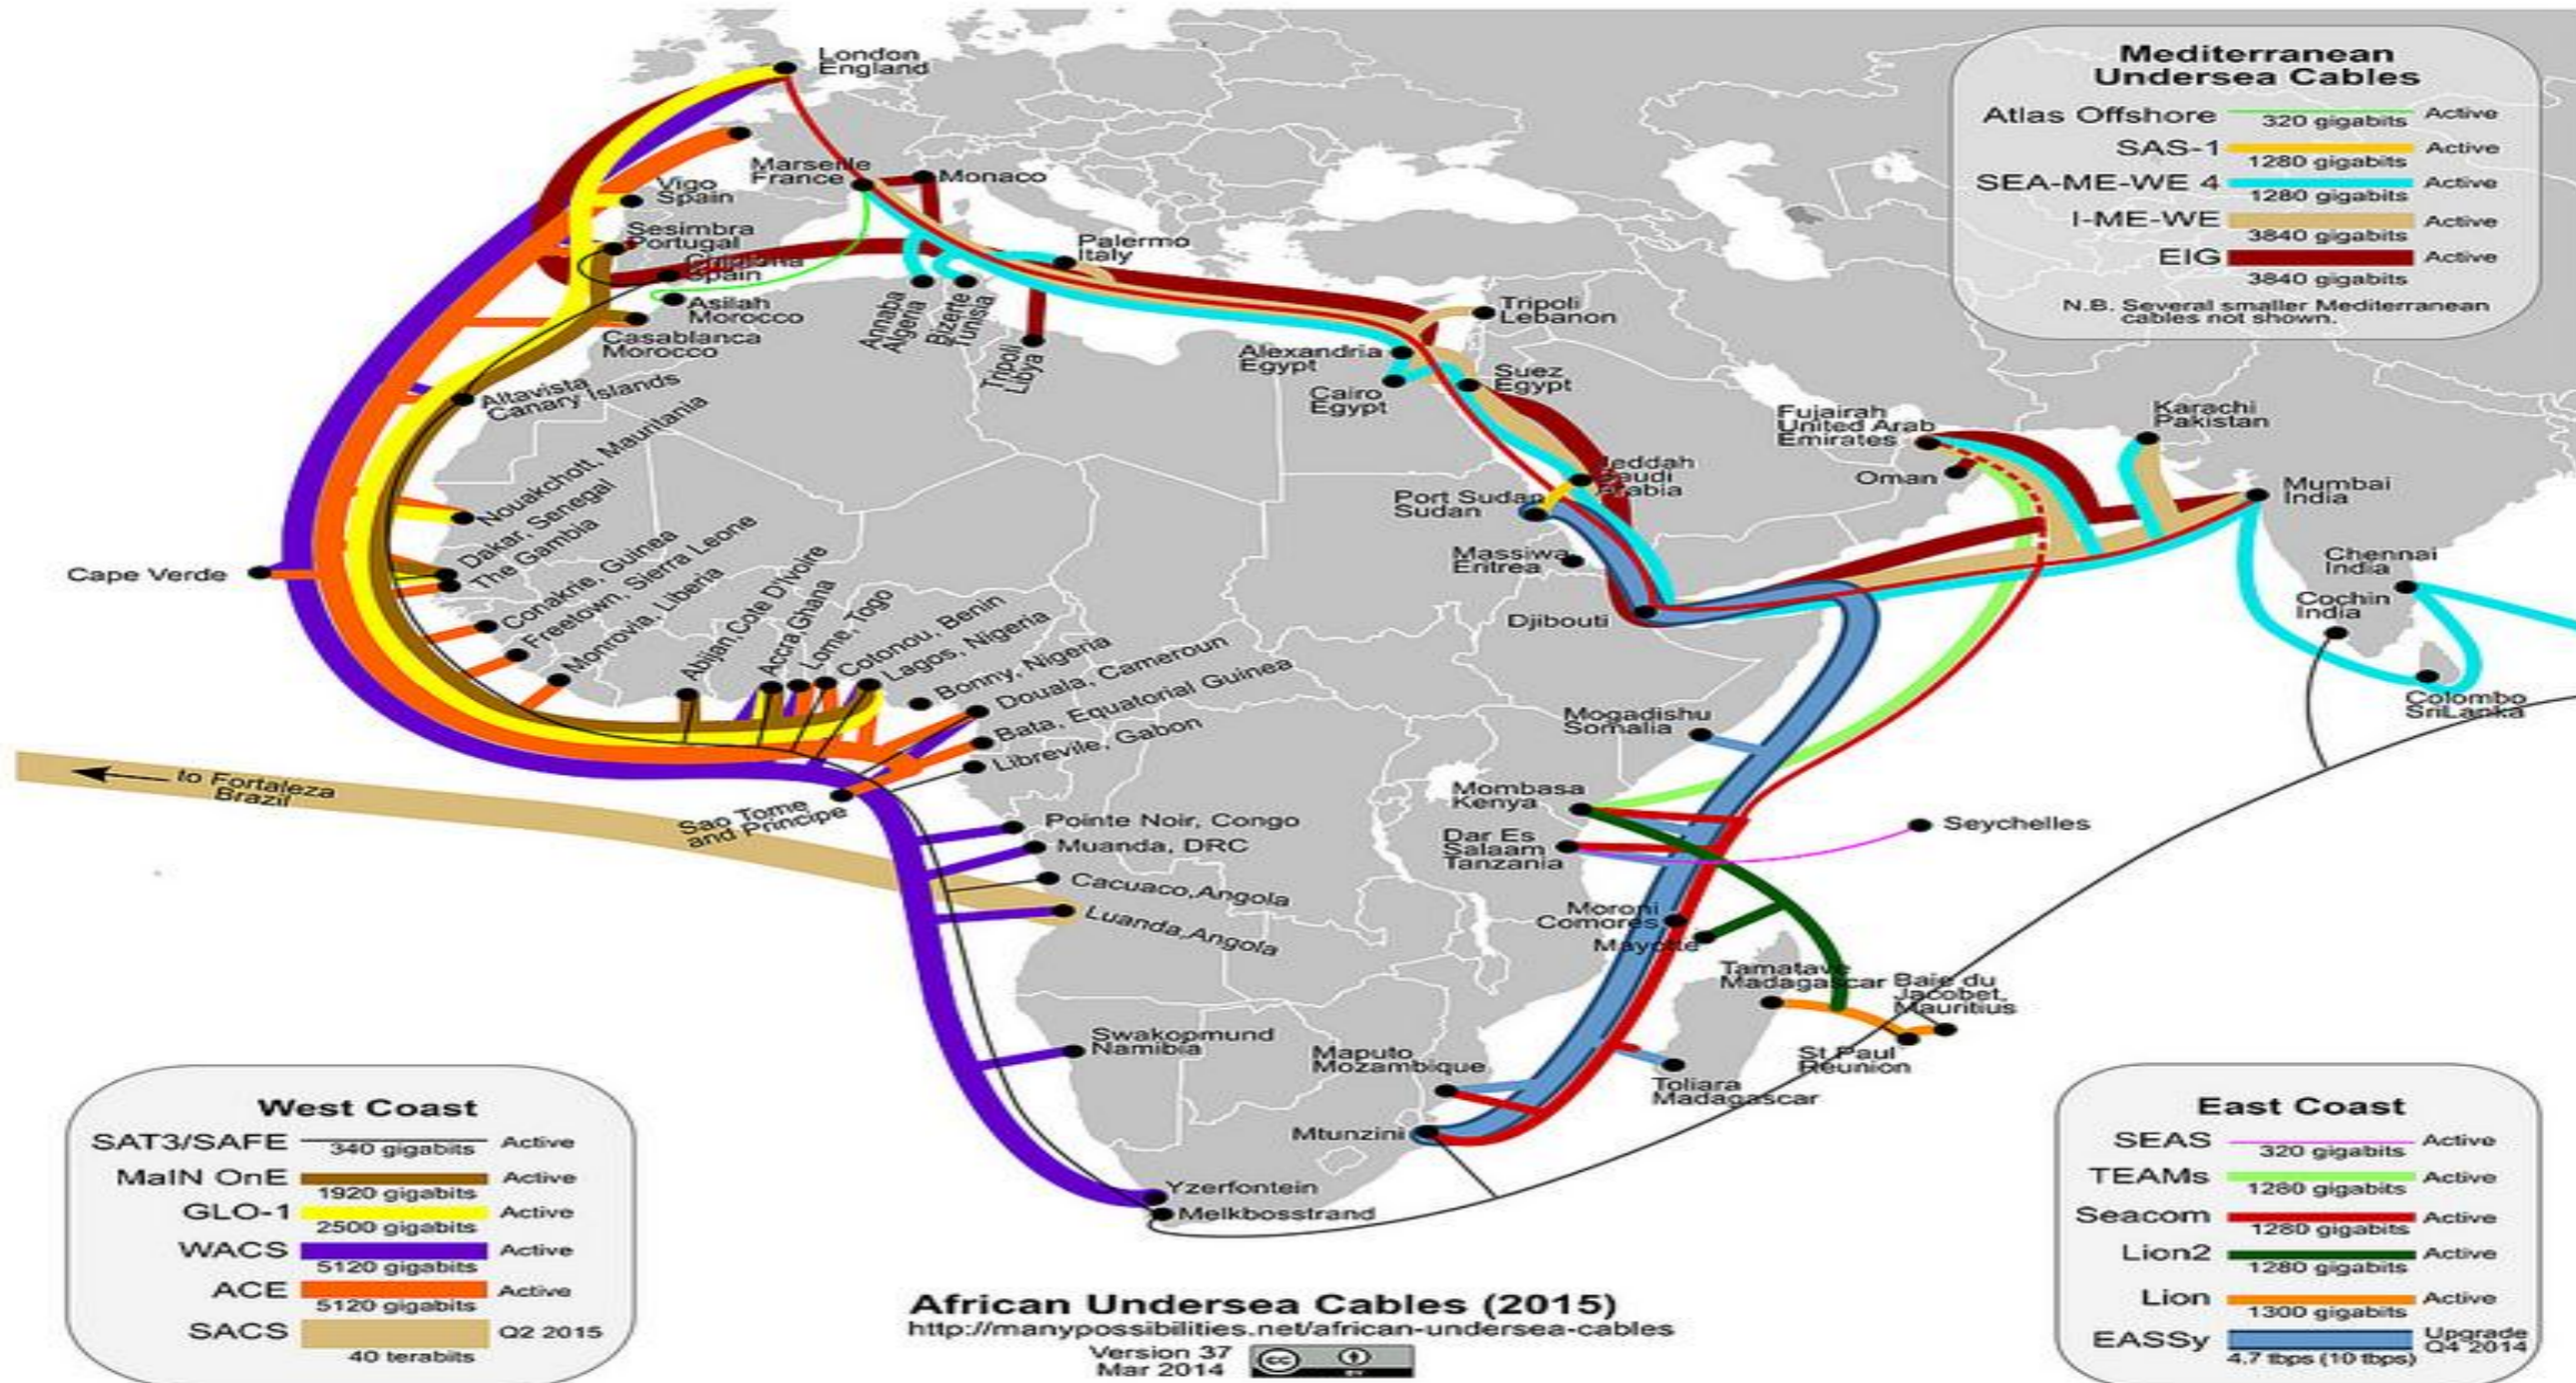 London
England
Vigo
Spain
Sesimbra
Portugal
Spain
Asilah
Morocco
Casablanca
Morocco
Altavista
Canary Islands
Marseille
France
Monaco
Palermo
Italy
Annaba
Algeria
Bizerte
Tunisia
Tripoli
Libya
Tripoli
Lebanon
Alexandria
Egypt
Cairo
Egypt
Suez
Egypt
Jeddah
Saudi
Arabia
Port Sudan
Sudan
Massiwa
Eritrea
Djibouti
Fujairah
United Arab
Emirates
Oman
Karachi
Pakistan
Mumbai
India
Chennai
India
Cochin
India
Colombo
SriLanka
Nouakchott, Mauritania
Dakar, Senegal
The Gambia
Cape Verde
Conakrie, Guinea
Freetown, Sierra Leone
Monrovia, Liberia
Abijan,Cote D'Ivoire
Accra,Ghana
Lome, Togo
Cotonou, Benin
Lagos, Nigeria
Bonny, Nigeria
Douala, Cameroun
Bata, Equatorial Guinea
Librevile, Gabon
to Fortaleza
Brazil
Sao Tome
and Principe
Pointe Noir, Congo
Muanda, DRC
Cacuaco,Angola
Luanda,Angola
Swakopmund
Namibia
Yzerfontein
Melkbosstrand
Mogadishu
Somalia
Mombasa
Kenya
Dar Es
Salaam
Tanzania
Seychelles
Moroni
Comores
Mayotte
Tamatave
Madagascar
Baie du
Jacobet,
Mauritius
St Paul
Reunion
Toliara
Madagascar
Maputo
Mozambique
Mtunzini
Mediterranean
Undersea Cables
Atlas Offshore Active
320 gigabits
SAS-1 Active
1280 gigabits
SEA-ME-WE 4 Active
1280 gigabits
I-ME-WE Active
3840 gigabits
EIG Active
3840 gigabits
N.B. Several smaller Mediterranean
cables not shown.
West Coast
SAT3/SAFE Active
340 gigabits
MaIN OnE Active
1920 gigabits
GLO-1 Active
2500 gigabits
WACS Active
5120 gigabits
ACE Active
5120 gigabits
SACS Q2 2015
40 terabits
East Coast
SEAS Active
320 gigabits
TEAMs Active
1280 gigabits
Seacom Active
1280 gigabits
Lion2 Active
1280 gigabits
Lion Active
1300 gigabits
EASSy Upgrade
Q4 2014
4.7 tbps (10 tbps)
African Undersea Cables (2015)
http://manypossibilities.net/african-undersea-cables
Version 37
Mar 2014
cc
BY